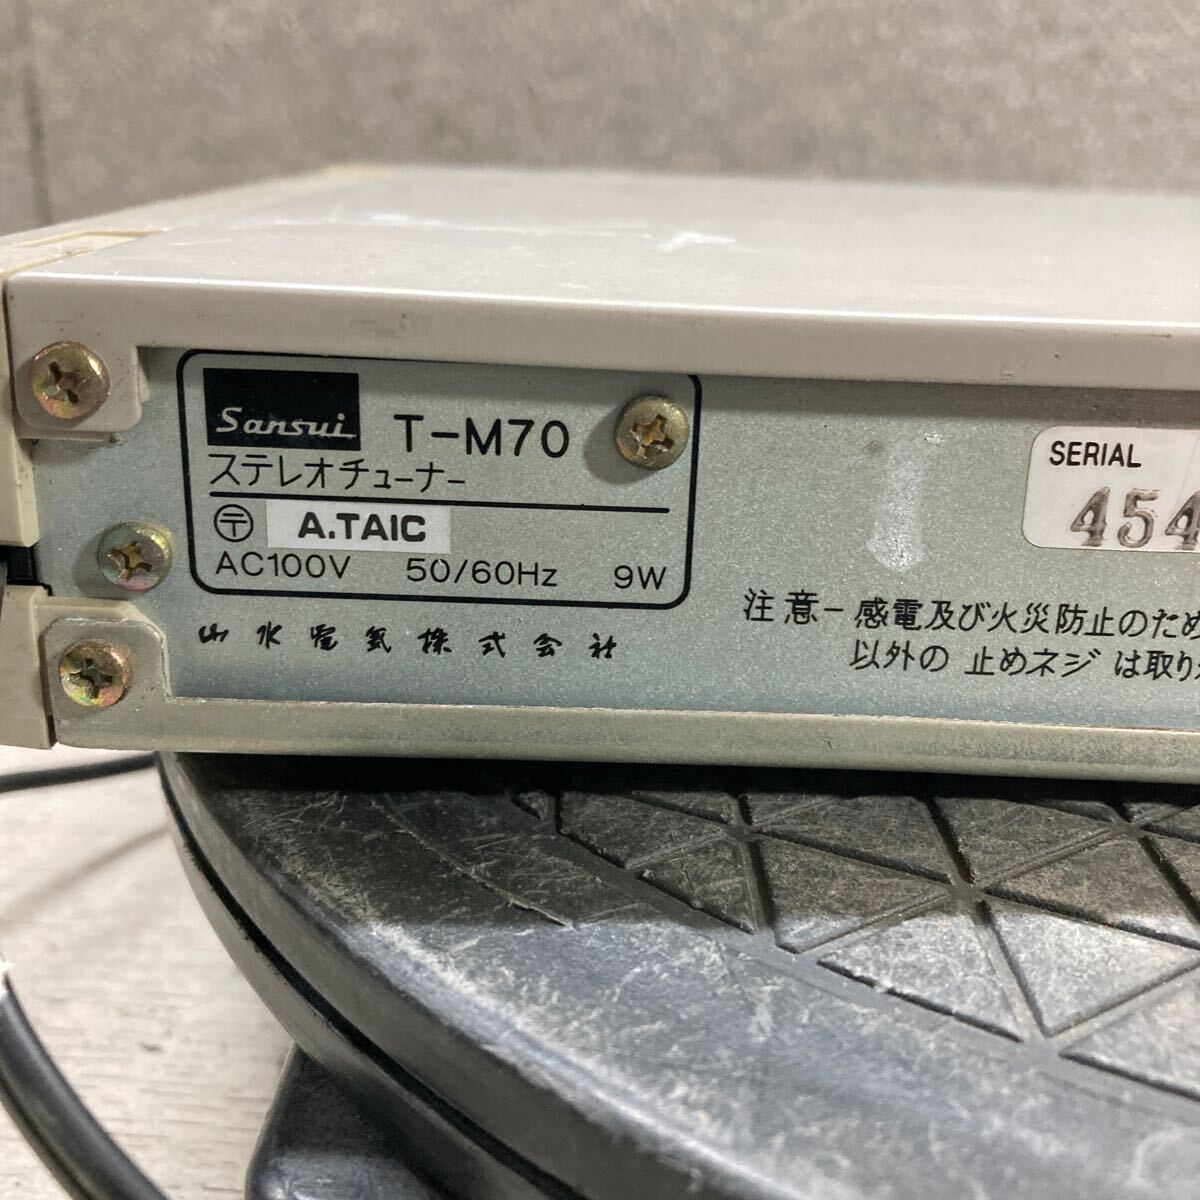 Sansui T-M70
ステレオチューナー
〒 A.TAIC
AC100V 50/60Hz 9W
山水電気株式会社
SERIAL
454
注意－感電及び火災防止のため
以外の 止めネジ は取り